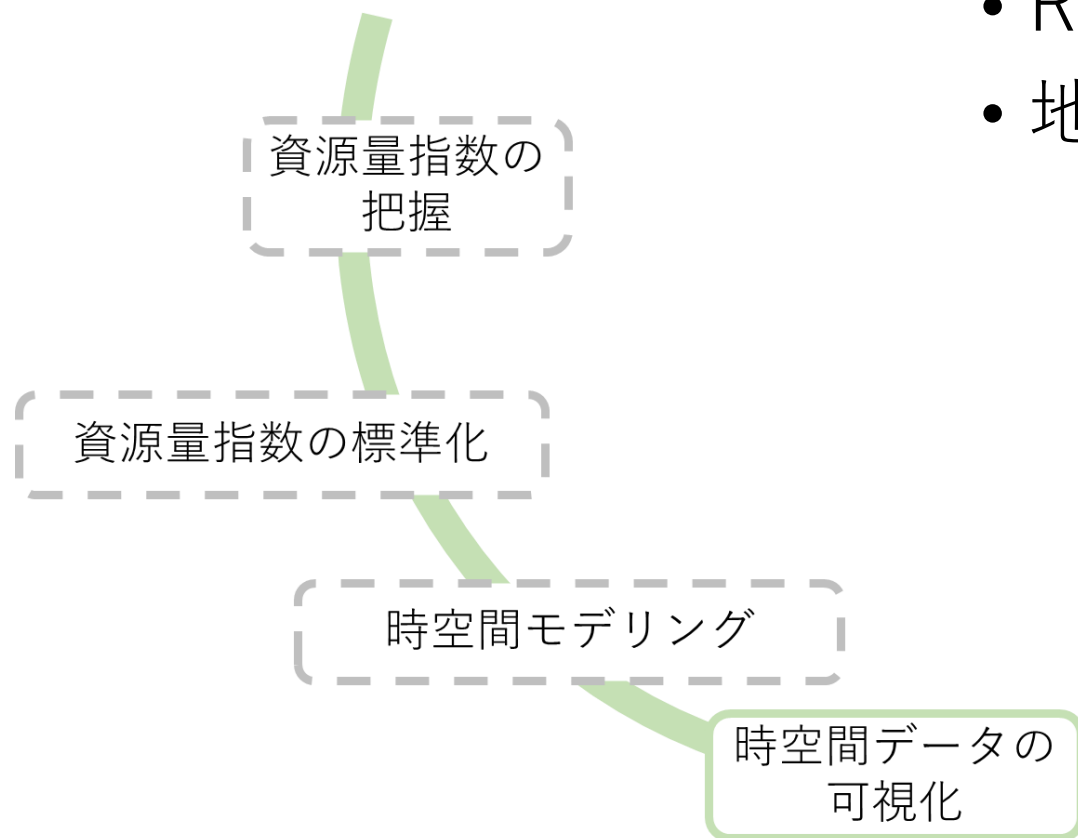 • R
• 地
資源量指数の
把握
資源量指数の標準化
時空間モデリング
時空間データの
可視化